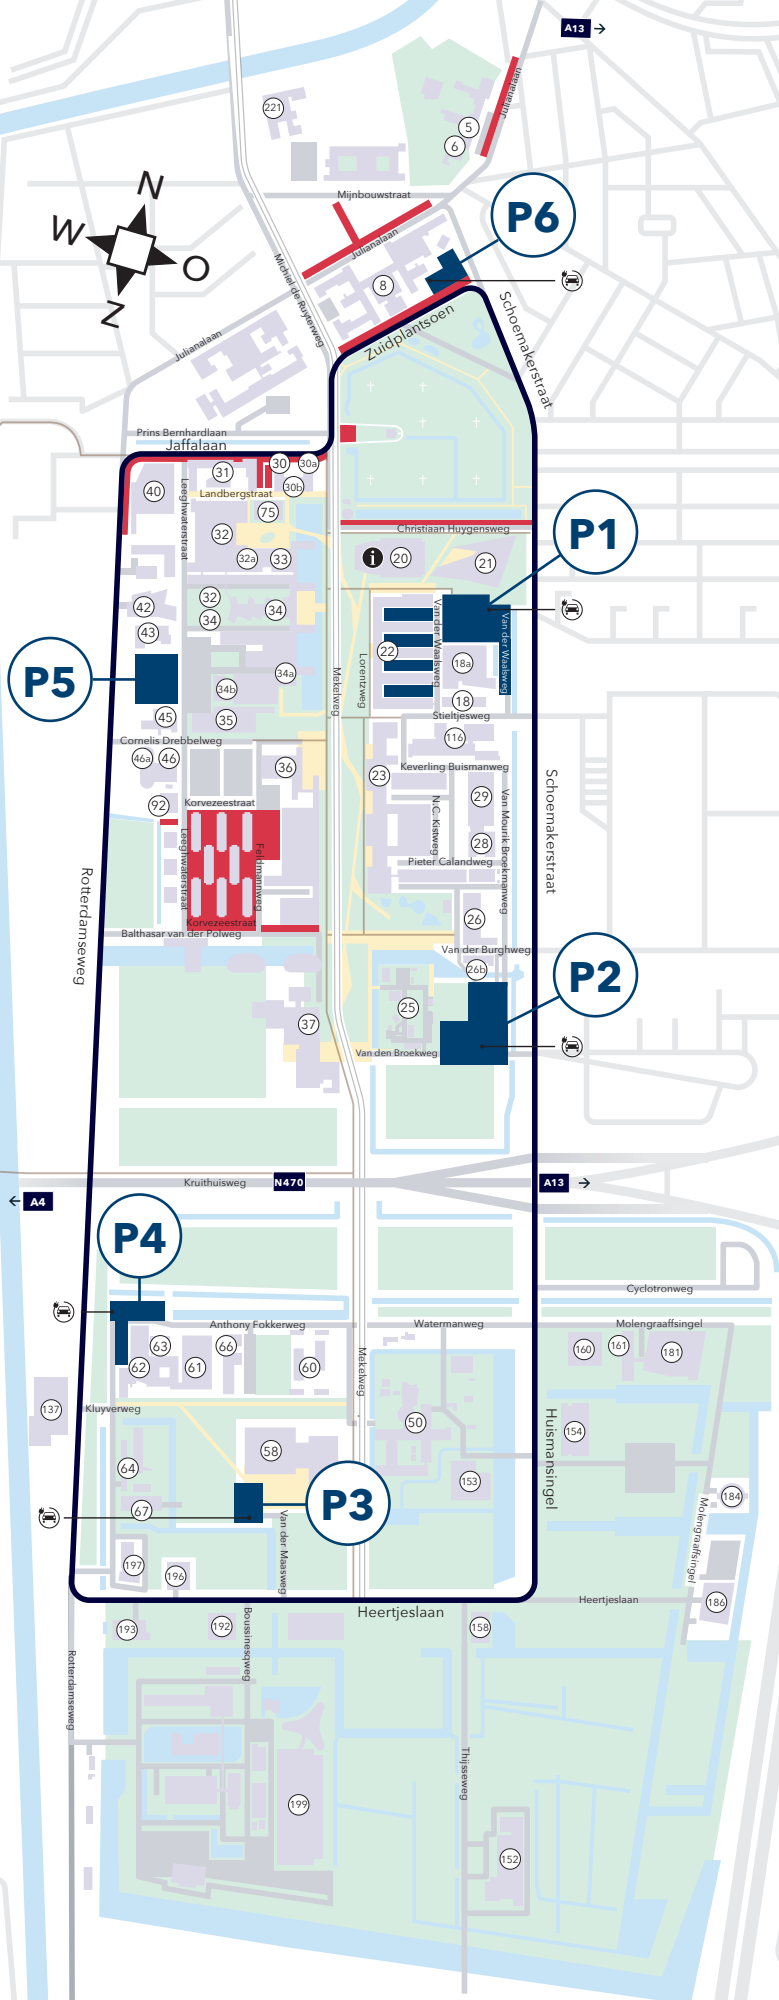 A13
221
Julianalaan
5
6
N
W
O
Z
Mijnbouwstraat
P6
Julianalaan
8
Michiel de Ruyterweg
Schoemakerstraat
Zuidplantsoen
Julianalaan
Prins Bernhardlaan
Jaffalaan
30
30a
31
30b
40
Landbergstraat
Leeghwaterstraat
75
P1
Christiaan Huygensweg
32
32a
33
i
20
21
32
34
34
42
43
Van der Waalsweg
Van der Waalsweg
22
P5
18a
34a
34b
Mekelweg
Lorentzweg
18
45
35
Stieltjesweg
116
Cornelis Drebbelweg
46a
46
36
23
Keverling Buismanweg
Schoemakerstraat
92
Korvezeestraat
29
N.C. Kistweg
Van Mourik Broekmanweg
28
Leeghwaterstraat
Feldmannweg
Pieter Calandweg
Rotterdamseweg
Korvezeestraat
26
Balthasar van der Polweg
Van der Burghweg
26b
P2
25
37
Van den Broekweg
Kruithuisweg
N470
A13
A4
P4
Cyclotronweg
Anthony Fokkerweg
Watermanweg
Molengraaffsingel
63
66
160
161
181
62
61
60
Mekelweg
137
Kluyverweg
50
Huismansingel
154
58
64
153
184
P3
67
Van der Maasweg
Molengraaffsingel
197
196
186
Heertjeslaan
Heertjeslaan
193
192
158
Boussinesqweg
Rotterdamseweg
Thijsseweg
199
152